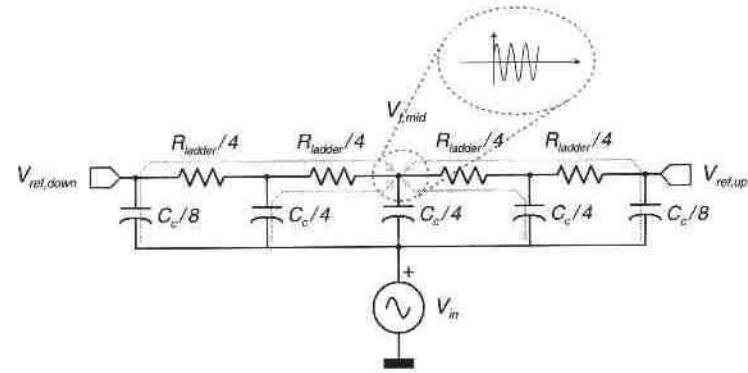 V_f,mid
R_ladder/4 R_ladder/4 R_ladder/4 R_ladder/4
V_ref,down V_ref,up
C_c/8 C_c/4 C_c/4 C_c/4 C_c/8
+
V_in